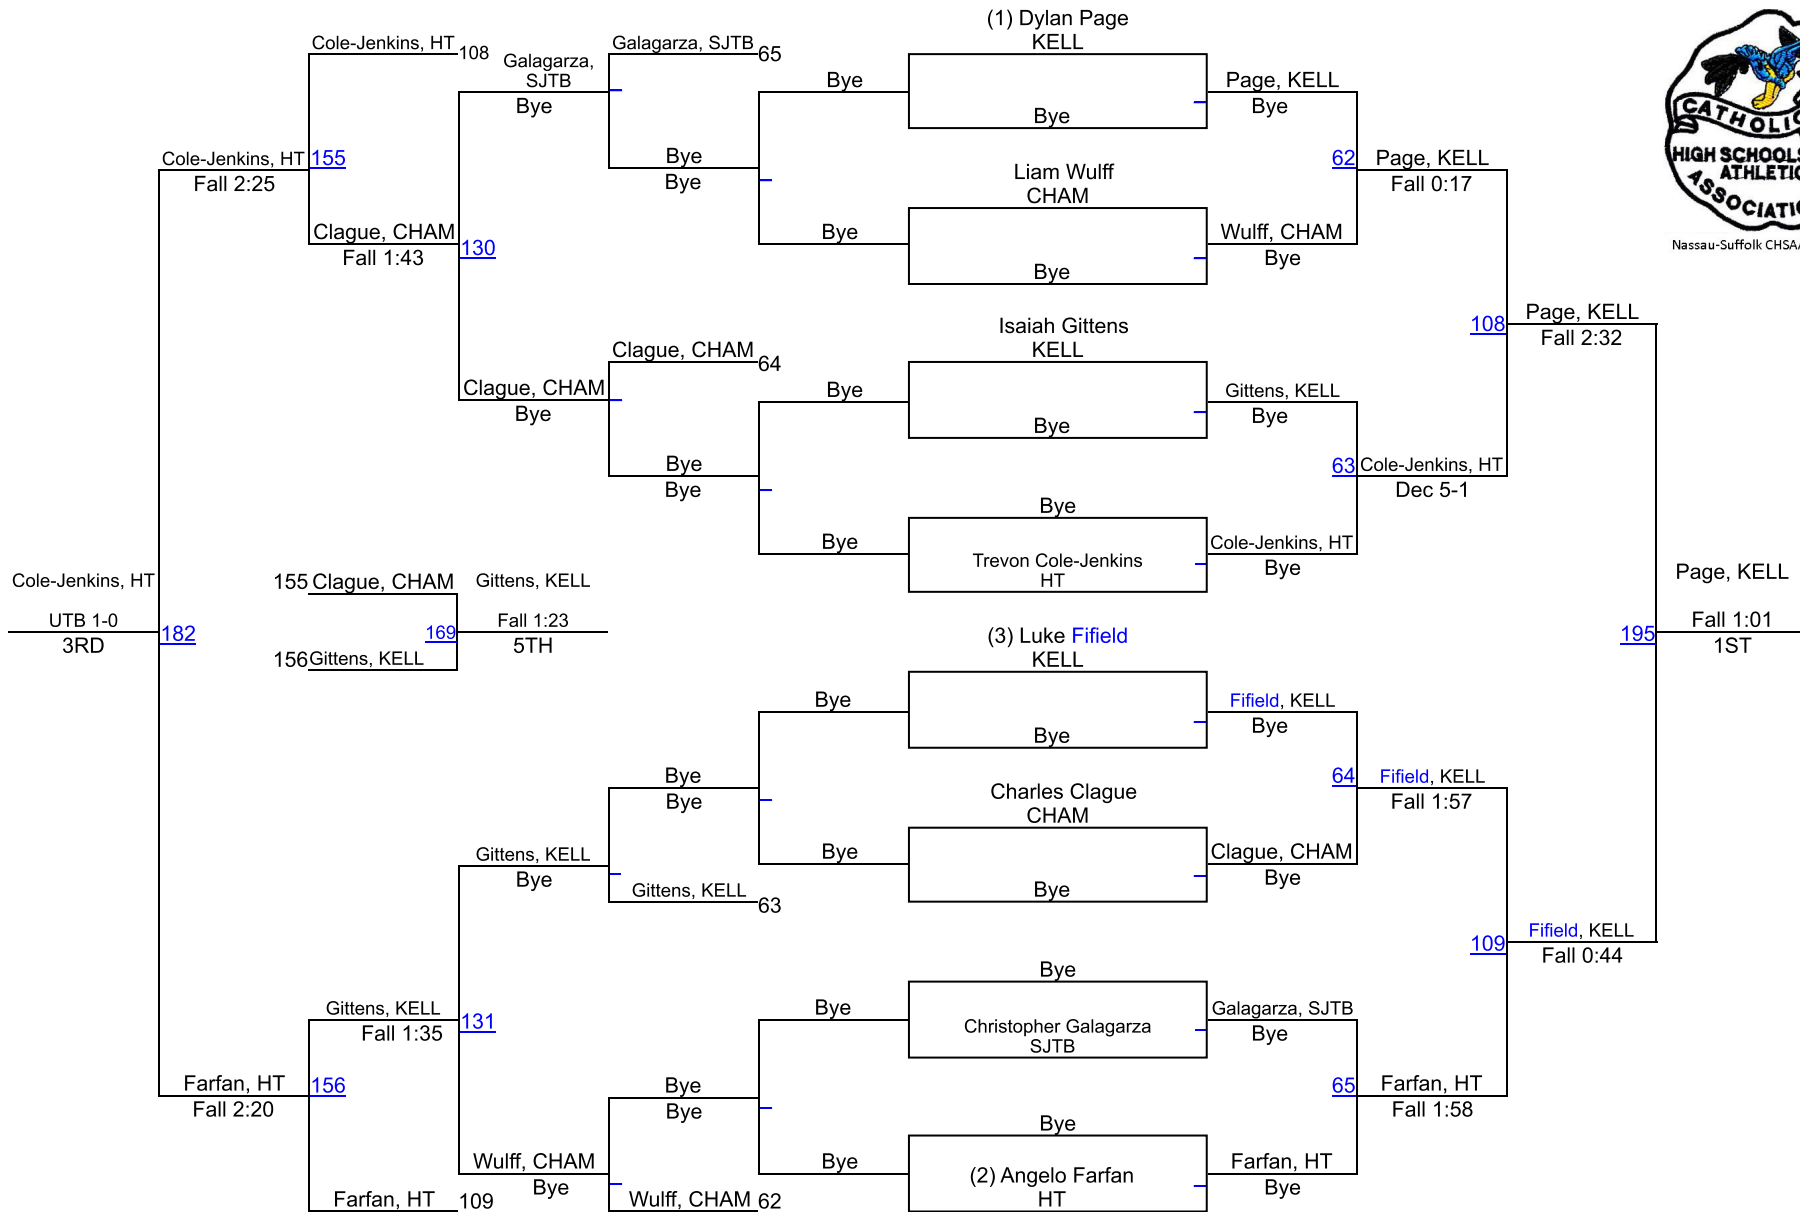 (1) Dylan Page
KELL
Cole-Jenkins, HT 108
Galagarza, SJTB 65
Galagarza,
SJTB
Bye
Bye
Page, KELL
Bye
Bye
CATHOLIC
HIGH SCHOOLS
ATHLETIC
ASSOCIATI
Nassau-Suffolk CHSAA
Cole-Jenkins, HT 155
Fall 2:25
Bye
Bye
Liam Wulff
CHAM
62 Page, KELL
Fall 0:17
Clague, CHAM
Fall 1:43
130
Bye
Bye
Wulff, CHAM
Bye
Isaiah Gittens
KELL
108 Page, KELL
Fall 2:32
Clague, CHAM 64
Clague, CHAM
Bye
Bye
Bye
Gittens, KELL
Bye
Bye
Bye
63 Cole-Jenkins, HT
Dec 5-1
Bye
Bye
Trevon Cole-Jenkins
HT
Cole-Jenkins, HT
Bye
Cole-Jenkins, HT
UTB 1-0
3RD
182
155 Clague, CHAM
156 Gittens, KELL
169
Gittens, KELL
Fall 1:23
5TH
Page, KELL
195 Fall 1:01
1ST
(3) Luke Fifield
KELL
Bye
Bye
Fifield, KELL
Bye
Bye
Bye
Charles Clague
CHAM
64 Fifield, KELL
Fall 1:57
Gittens, KELL
Bye
Bye
Bye
Clague, CHAM
Bye
Gittens, KELL 63
109 Fifield, KELL
Fall 0:44
Bye
Gittens, KELL
Fall 1:35
131
Bye
Christopher Galagarza
SJTB
Galagarza, SJTB
Bye
Farfan, HT 156
Fall 2:20
Bye
Bye
65 Farfan, HT
Fall 1:58
Bye
Wulff, CHAM
Bye
Bye
(2) Angelo Farfan
HT
Farfan, HT
Bye
Farfan, HT 109
Wulff, CHAM 62